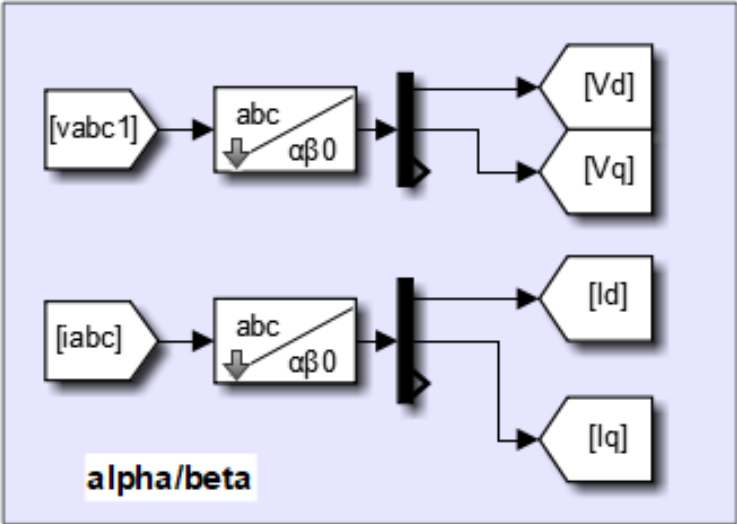 [vabc1]
abc
αβ0
[Vd]
[Vq]
[iabc]
abc
αβ0
[Id]
[Iq]
alpha/beta